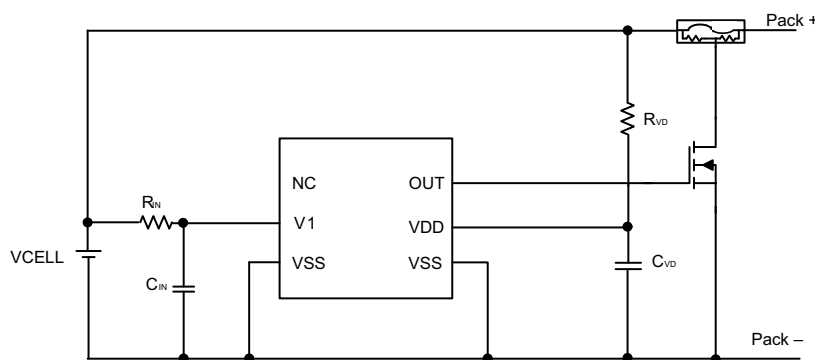 Pack +
RVD
NC
OUT
RIN
V1
VDD
VCELL
VSS
VSS
CIN
CVD
Pack –